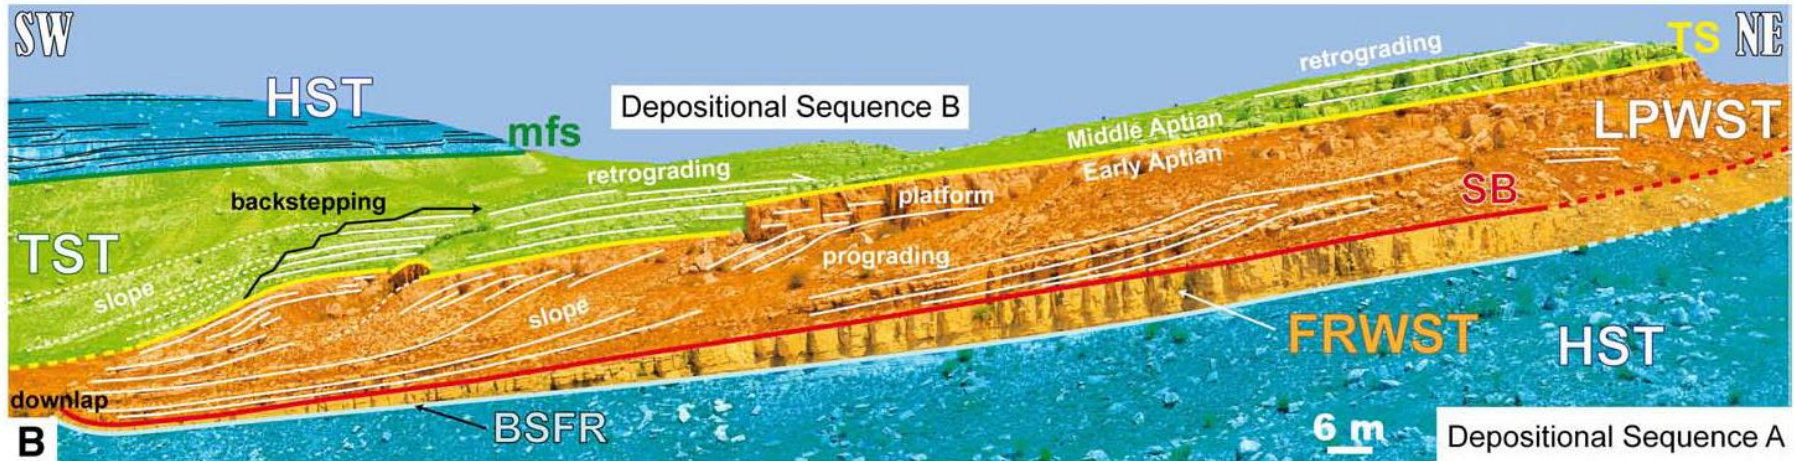 SW
TS NE
retrograding
HST
Depositional Sequence B
LPWST
mfs
Middle Aptian
Early Aptian
retrograding
SB
backstepping
platform
TST
prograding
slope
slope
FRWST
HST
downlap
BSFR
6 m
B
Depositional Sequence A